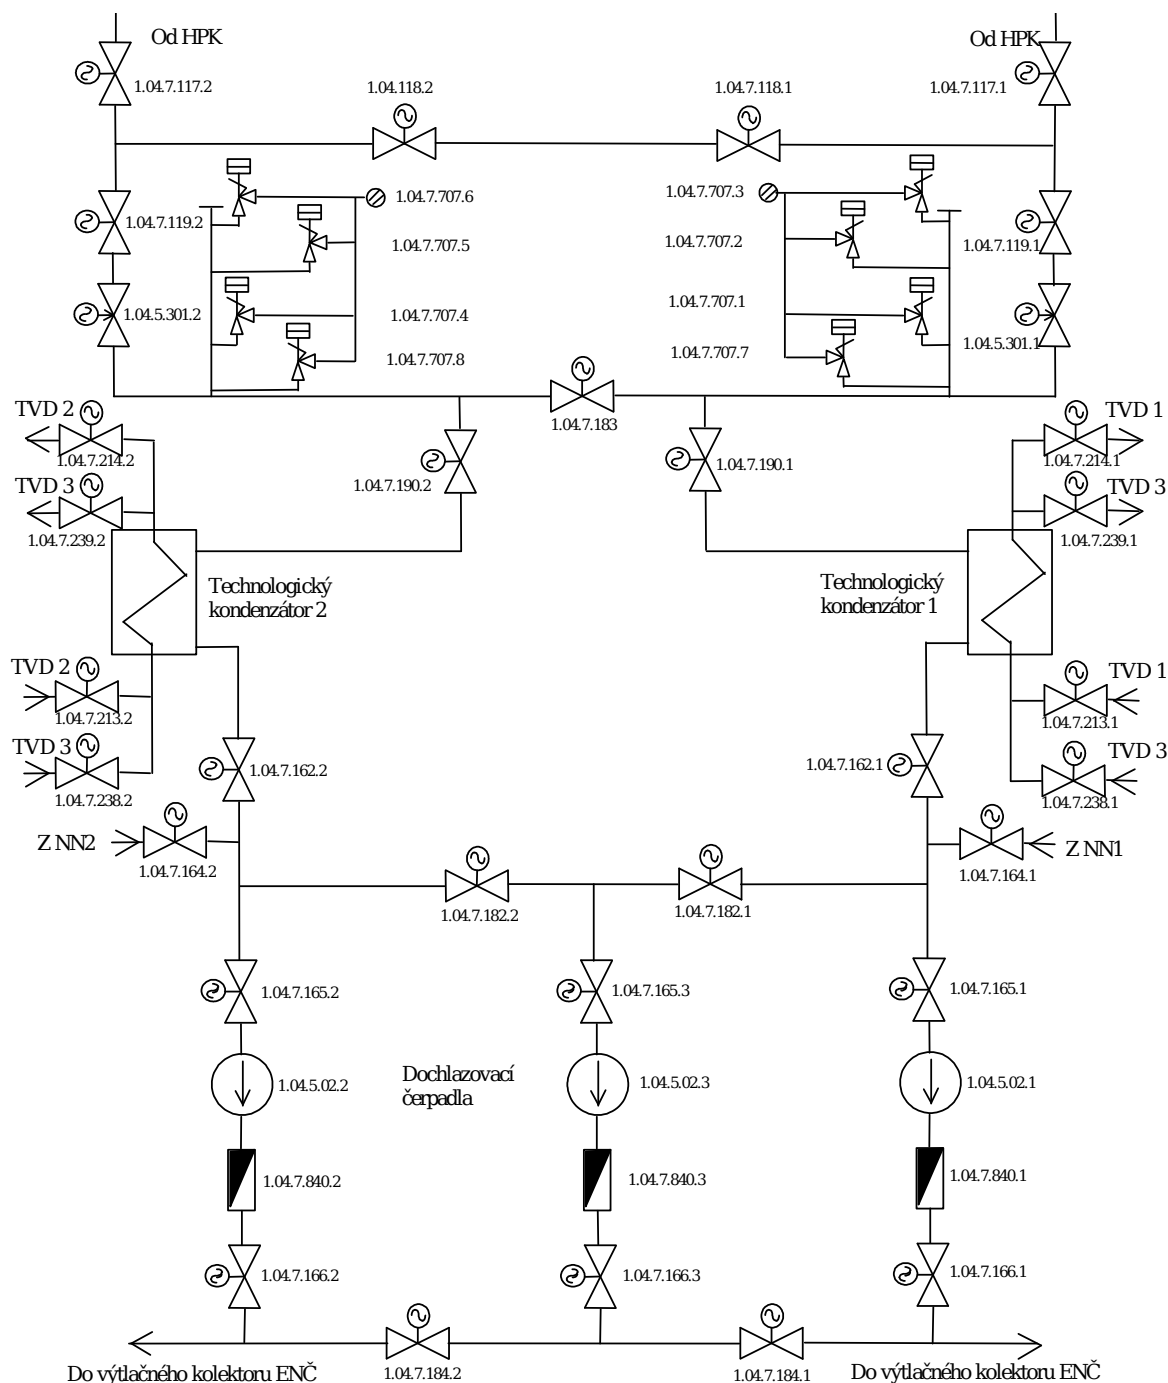 Od HPK
Od HPK
1.04.7.117.2
1.04.118.2
1.04.7.118.1
1.04.7.117.1
1.04.7.119.2
1.04.7.707.6
1.04.7.707.3
1.04.7.707.5
1.04.7.707.2
1.04.7.119.1
1.04.5.301.2
1.04.7.707.4
1.04.7.707.1
1.04.5.301.1
1.04.7.707.8
1.04.7.707.7
TVD 2
1.04.7.183
TVD 1
1.04.7.214.2
1.04.7.190.2
1.04.7.190.1
1.04.7.214.1
TVD 3
TVD 3
1.04.7.239.2
1.04.7.239.1
Technologický
kondenzátor 2
Technologický
kondenzátor 1
TVD 2
TVD 1
1.04.7.213.2
1.04.7.213.1
TVD 3
TVD 3
1.04.7.162.2
1.04.7.162.1
1.04.7.238.2
1.04.7.238.1
Z NN2
Z NN1
1.04.7.164.2
1.04.7.164.1
1.04.7.182.2
1.04.7.182.1
1.04.7.165.2
1.04.7.165.3
1.04.7.165.1
1.04.5.02.2
Dochlazovací
čerpadla
1.04.5.02.3
1.04.5.02.1
1.04.7.840.2
1.04.7.840.3
1.04.7.840.1
1.04.7.166.2
1.04.7.166.3
1.04.7.166.1
Do výtlačného kolektoru ENČ
1.04.7.184.2
1.04.7.184.1
Do výtlačného kolektoru ENČ